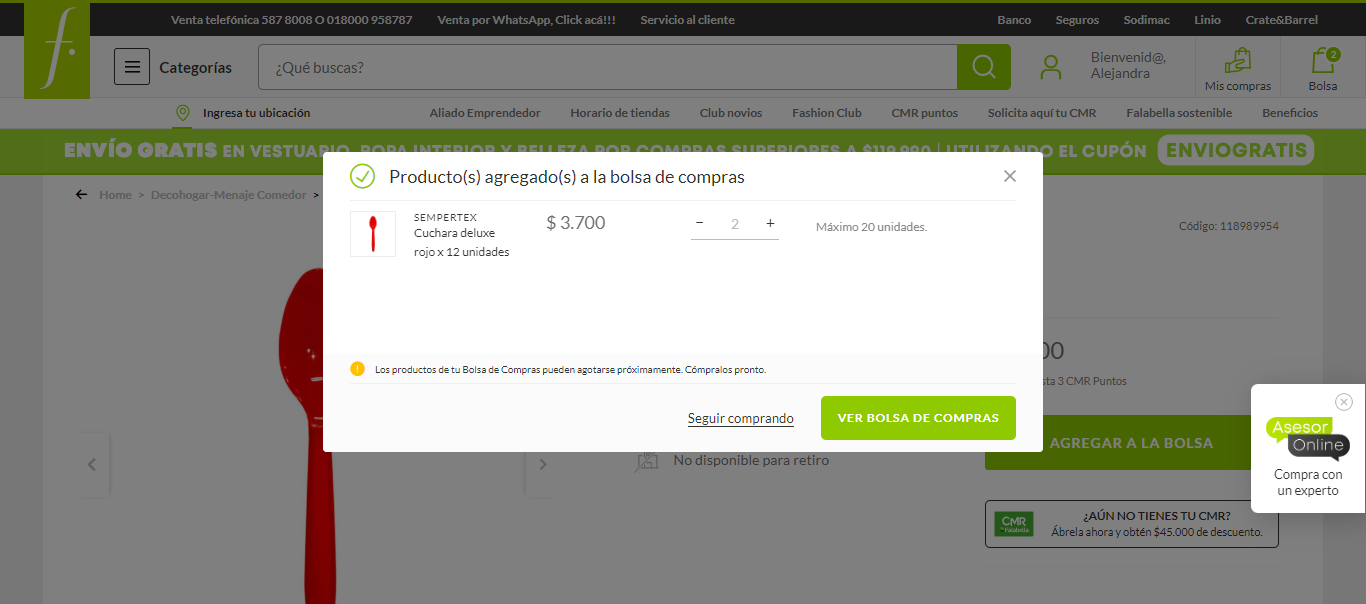 Venta telefónica 587 8008 O 018000 958787
Venta por WhatsApp, Click acá!!!
Servicio al cliente
Banco
Seguros
Sodimac
Linio
Crate&Barrel
f.
Categorías
¿Qué buscas?
Bienvenid@,
Alejandra
Mis compras
2
Bolsa
Ingresa tu ubicación
Aliado Emprendedor
Horario de tiendas
Club novios
Fashion Club
CMR puntos
Solicita aquí tu CMR
Falabella sostenible
Beneficios
ENVÍO GRATIS EN VESTUARIO, ROPA INTERIOR Y BELLEZA POR COMPRAS SUPERIORES A $119.990 | UTILIZANDO EL CUPÓN ENVIOGRATIS
Home > Decohogar-Menaje Comedor >
Producto(s) agregado(s) a la bolsa de compras
Código: 118989954
SEMPERTEX
Cuchara deluxe
rojo x 12 unidades
$ 3.700
− 2 +
Máximo 20 unidades.
00
sta 3 CMR Puntos
Los productos de tu Bolsa de Compras pueden agotarse próximamente. Cómpralos pronto.
Seguir comprando
VER BOLSA DE COMPRAS
AGREGAR A LA BOLSA
No disponible para retiro
Asesor
Online
Compra con
un experto
CMR
Falabella
¿AÚN NO TIENES TU CMR?
Ábrela ahora y obtén $45.000 de descuento.